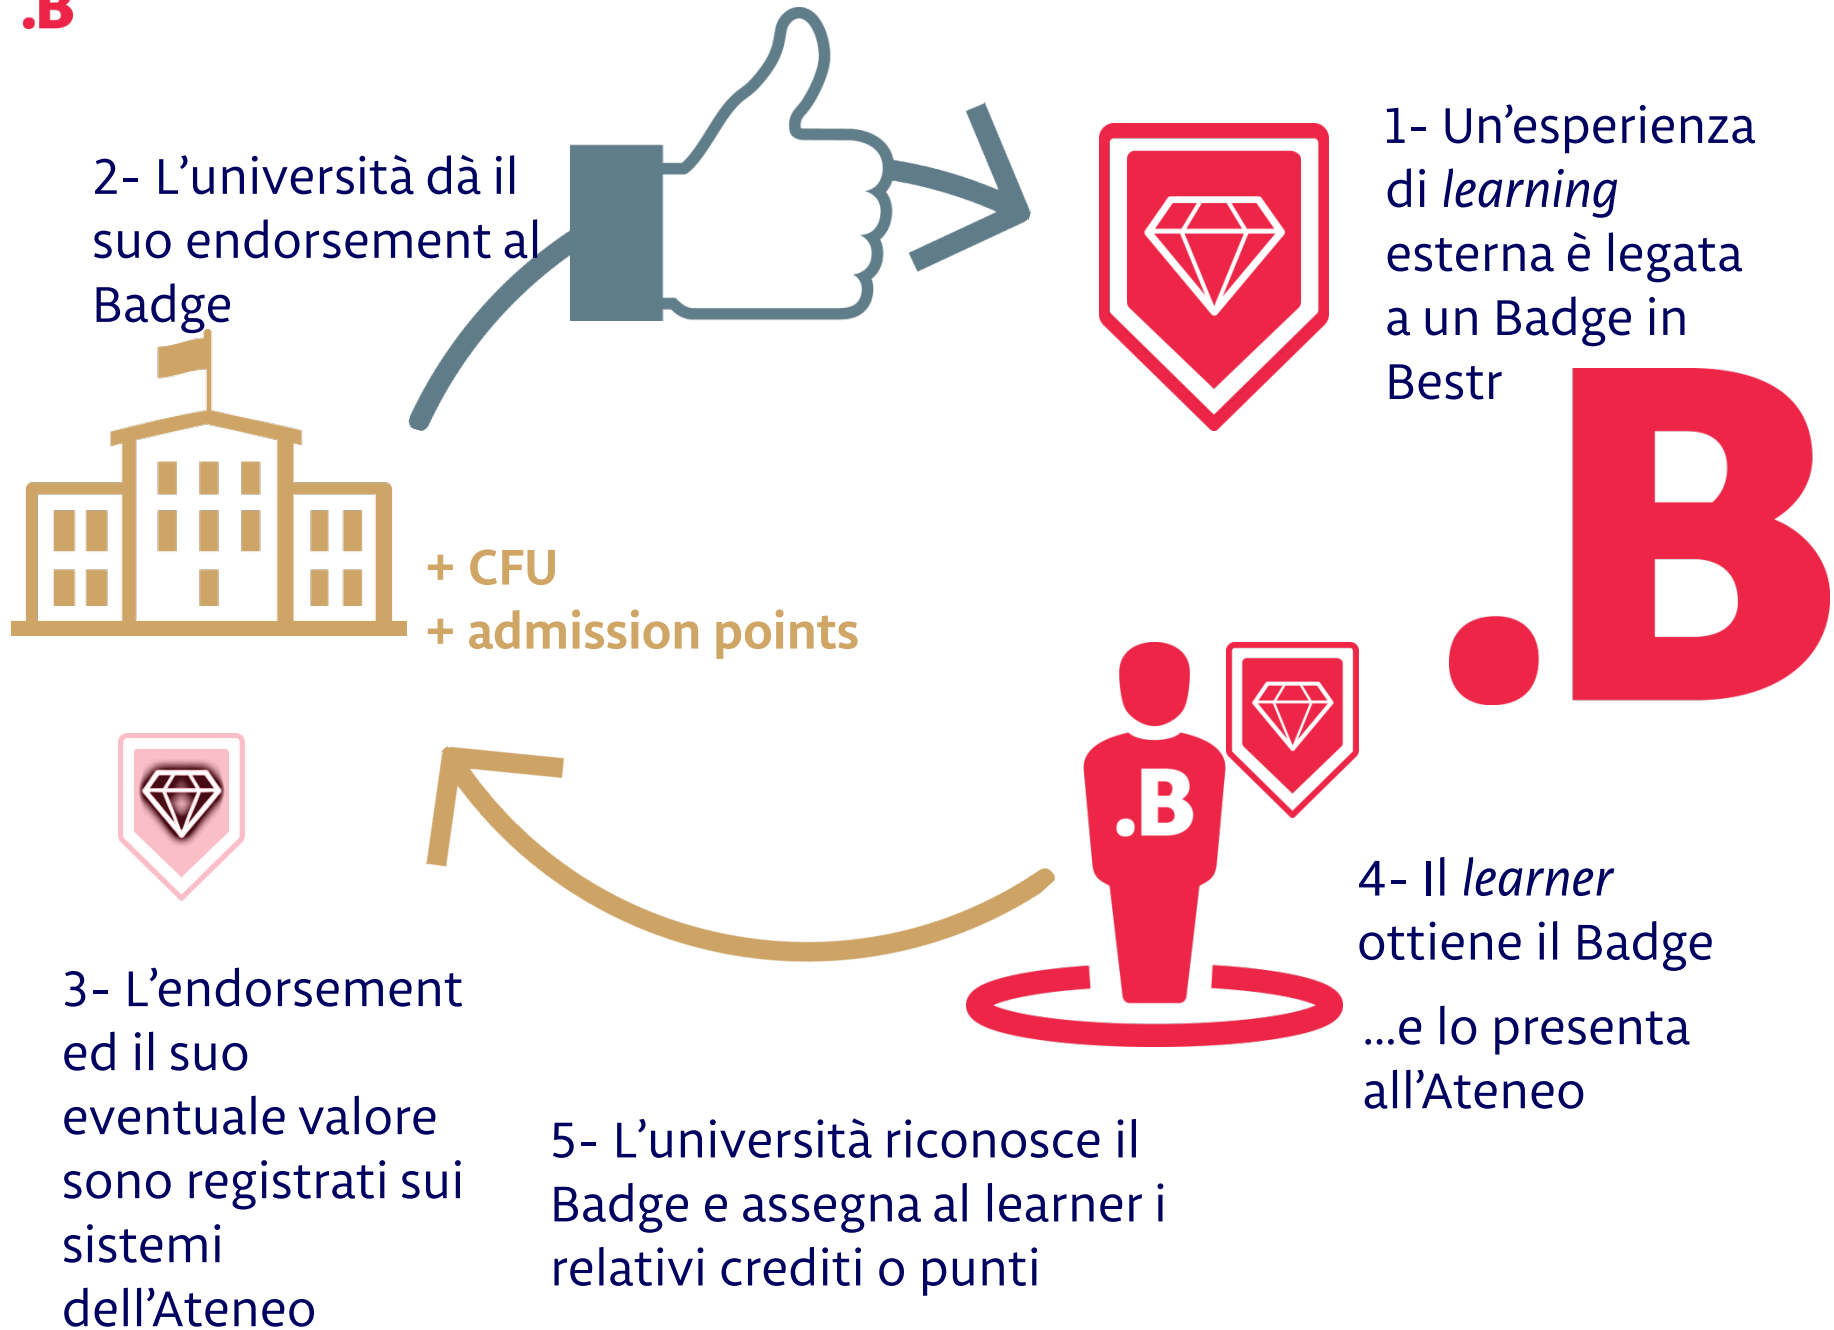 .B
1- Un’esperienza
di learning
esterna è legata
a un Badge in
Bestr
2- L’università dà il
suo endorsement al
Badge
.B
+ CFU
+ admission points
.B
3- L’endorsement
ed il suo
eventuale valore
sono registrati sui
sistemi
dell’Ateneo
4- Il learner
ottiene il Badge
...e lo presenta
all’Ateneo
5- L’università riconosce il
Badge e assegna al learner i
relativi crediti o punti